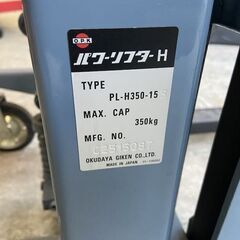 O.P.K
パワーリフターH
TYPE
PL-H350-15
MAX. CAP
350kg
MFG. NO.
OKUDAYA GIKEN CO.,LTD.
MADE IN JAPAN